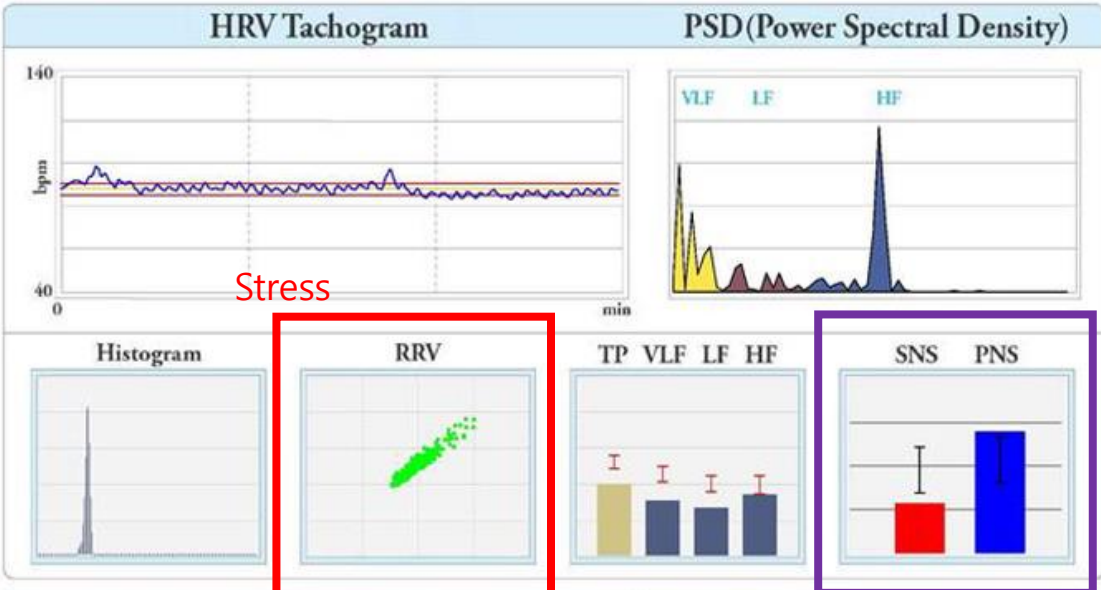 HRV Tachogram
PSD(Power Spectral Density)
140
bpm
40
0
min
VLF LF HF
Stress
Histogram
RRV
TP VLF LF HF
SNS PNS